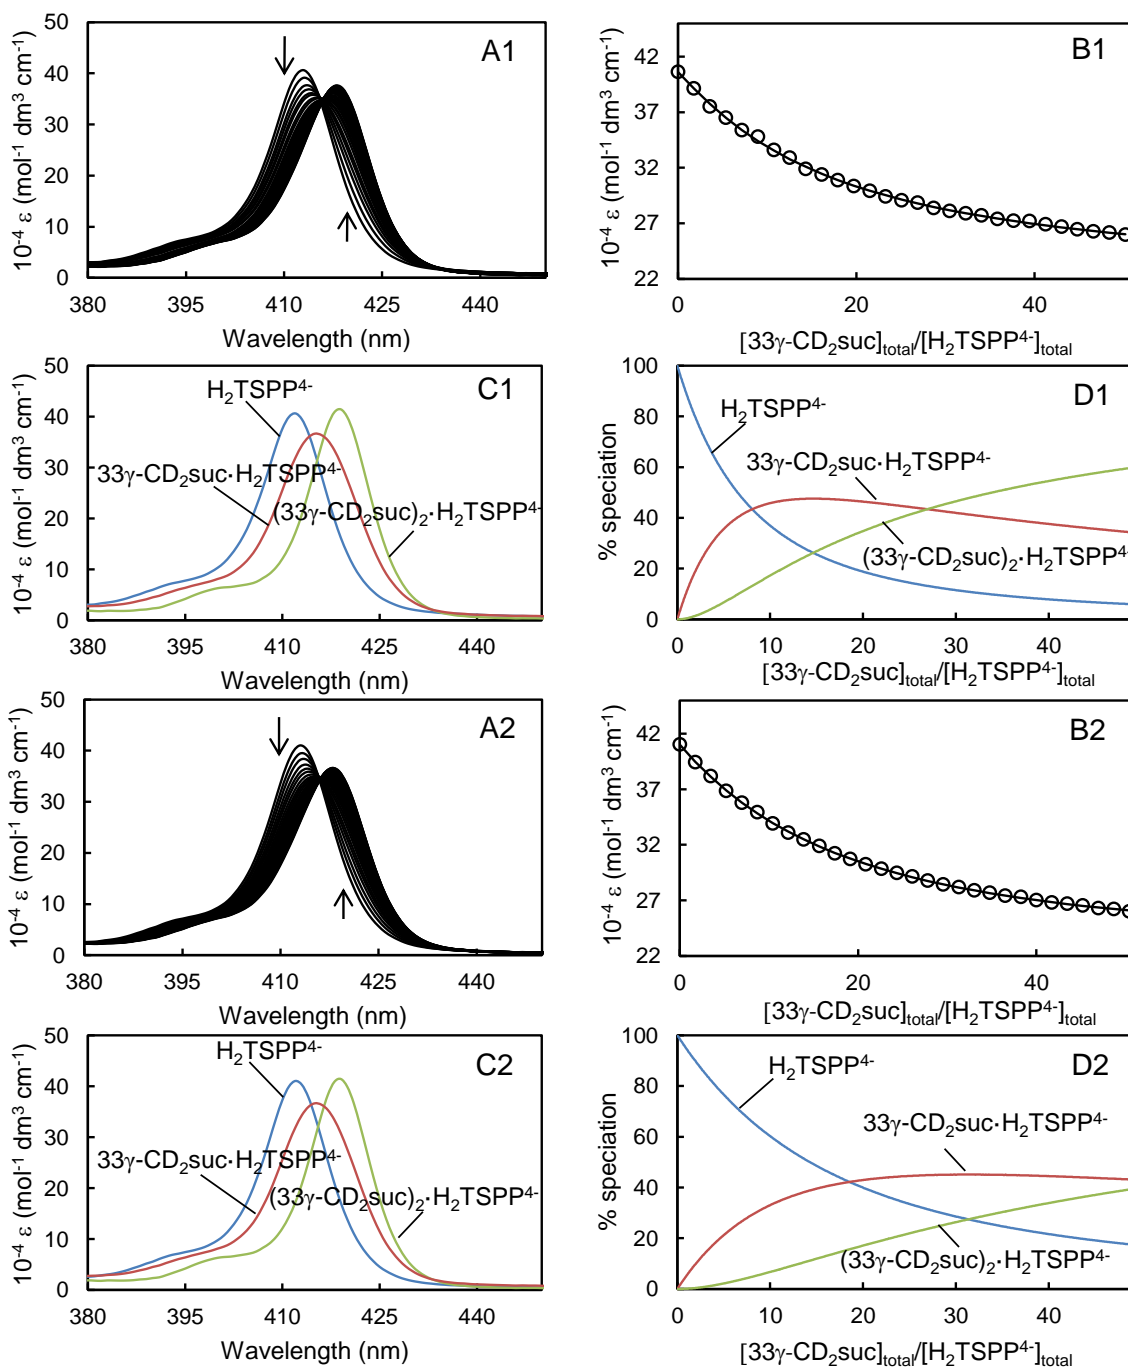 A1
10⁻⁴ ε (mol⁻¹ dm³ cm⁻¹)
50
40
30
20
10
0
380
395
410
425
440
Wavelength (nm)
B1
10⁻⁴ ε (mol⁻¹ dm³ cm⁻¹)
42
37
32
27
22
0
20
40
[33γ-CD₂suc]total/[H₂TSPP⁴⁻]total
C1
10⁻⁴ ε (mol⁻¹ dm³ cm⁻¹)
50
40
30
20
10
0
H₂TSPP⁴⁻
33γ-CD₂suc·H₂TSPP⁴⁻
(33γ-CD₂suc)₂·H₂TSPP⁴⁻
380
395
410
425
440
Wavelength (nm)
D1
% speciation
100
80
60
40
20
0
H₂TSPP⁴⁻
33γ-CD₂suc·H₂TSPP⁴⁻
(33γ-CD₂suc)₂·H₂TSPP⁴⁻
0
10
20
30
40
[33γ-CD₂suc]total/[H₂TSPP⁴⁻]total
A2
10⁻⁴ ε (mol⁻¹ dm³ cm⁻¹)
50
40
30
20
10
0
380
395
410
425
440
Wavelength (nm)
B2
10⁻⁴ ε (mol⁻¹ dm³ cm⁻¹)
42
37
32
27
22
0
20
40
[33γ-CD₂suc]total/[H₂TSPP⁴⁻]total
C2
10⁻⁴ ε (mol⁻¹ dm³ cm⁻¹)
50
40
30
20
10
0
H₂TSPP⁴⁻
33γ-CD₂suc·H₂TSPP⁴⁻
(33γ-CD₂suc)₂·H₂TSPP⁴⁻
380
395
410
425
440
Wavelength (nm)
D2
% speciation
100
80
60
40
20
0
H₂TSPP⁴⁻
33γ-CD₂suc·H₂TSPP⁴⁻
(33γ-CD₂suc)₂·H₂TSPP⁴⁻
0
10
20
30
40
[33γ-CD₂suc]total/[H₂TSPP⁴⁻]total